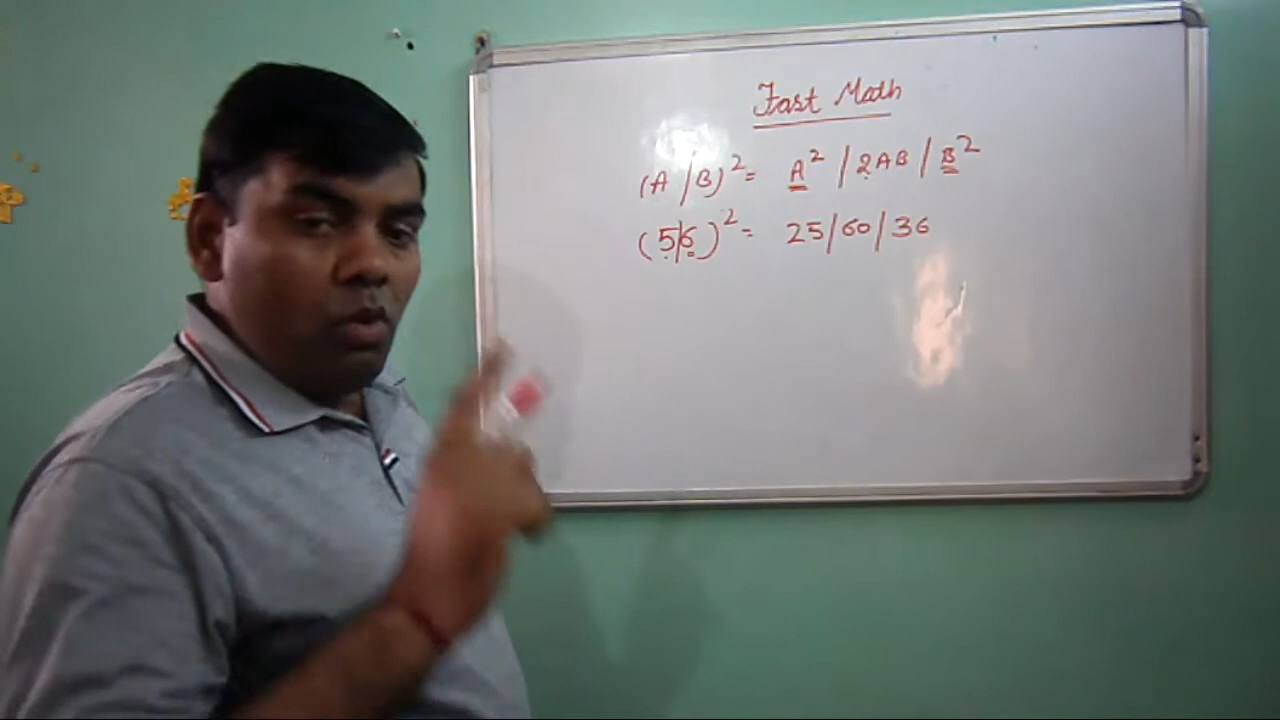 Fast Math
(A/B)² = A² / 2AB / B²
(5/6)² = 25/60/36